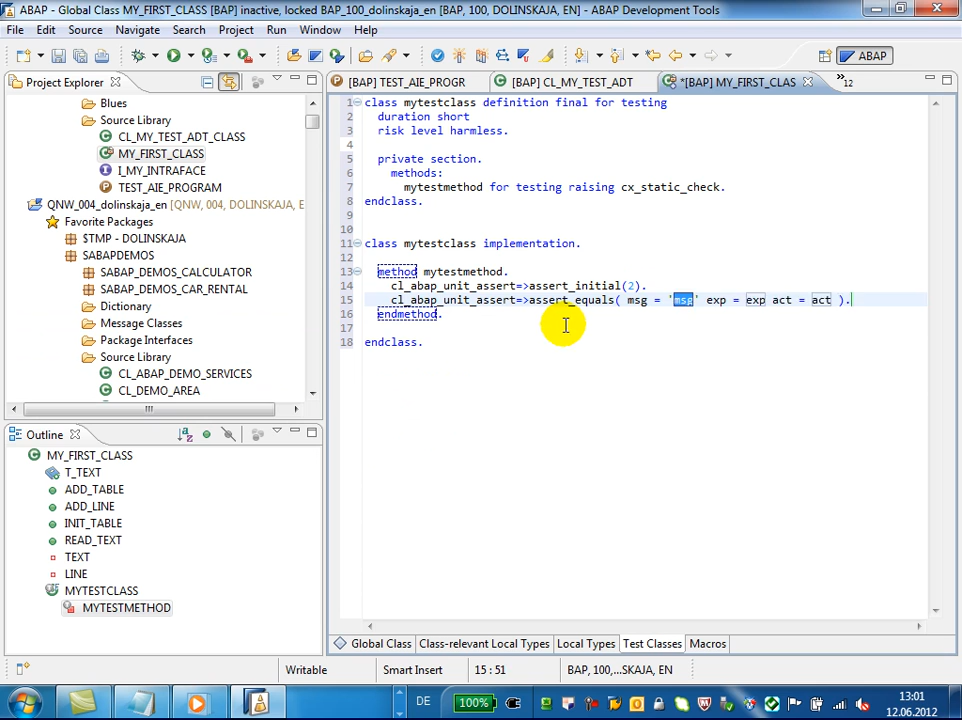 ABAP - Global Class MY_FIRST_CLASS [BAP] inactive, locked BAP_100_dolinskaja_en [BAP, 100, DOLINSKAJA, EN] - ABAP Development Tools
File Edit Source Navigate Search Project Run Window Help
ABAP
Project Explorer
[BAP] TEST_AIE_PROGR
[BAP] CL_MY_TEST_ADT
*[BAP] MY_FIRST_CLAS
»12
Blues
Source Library
CL_MY_TEST_ADT_CLASS
MY_FIRST_CLASS
I_MY_INTRAFACE
TEST_AIE_PROGRAM
QNW_004_dolinskaja_en [QNW, 004, DOLINSKAJA, E
Favorite Packages
$TMP - DOLINSKAJA
SABAPDEMOS
SABAP_DEMOS_CALCULATOR
SABAP_DEMOS_CAR_RENTAL
Dictionary
Message Classes
Package Interfaces
Source Library
CL_ABAP_DEMO_SERVICES
CL_DEMO_AREA
Outline
MY_FIRST_CLASS
T_TEXT
ADD_TABLE
ADD_LINE
INIT_TABLE
READ_TEXT
TEXT
LINE
MYTESTCLASS
MYTESTMETHOD
1 class mytestclass definition final for testing
2 duration short
3 risk level harmless.
4
5 private section.
6 methods:
7 mytestmethod for testing raising cx_static_check.
8 endclass.
9
10
11 class mytestclass implementation.
12
13 method mytestmethod.
14 cl_abap_unit_assert=>assert_initial(2).
15 cl_abap_unit_assert=>assert_equals( msg = 'msg' exp = exp act = act ).
16 endmethod.
17
18 endclass.
Global Class Class-relevant Local Types Local Types Test Classes Macros
Writable Smart Insert 15 : 51 BAP, 100,...SKAJA, EN
DE 100% 13:01
12.06.2012